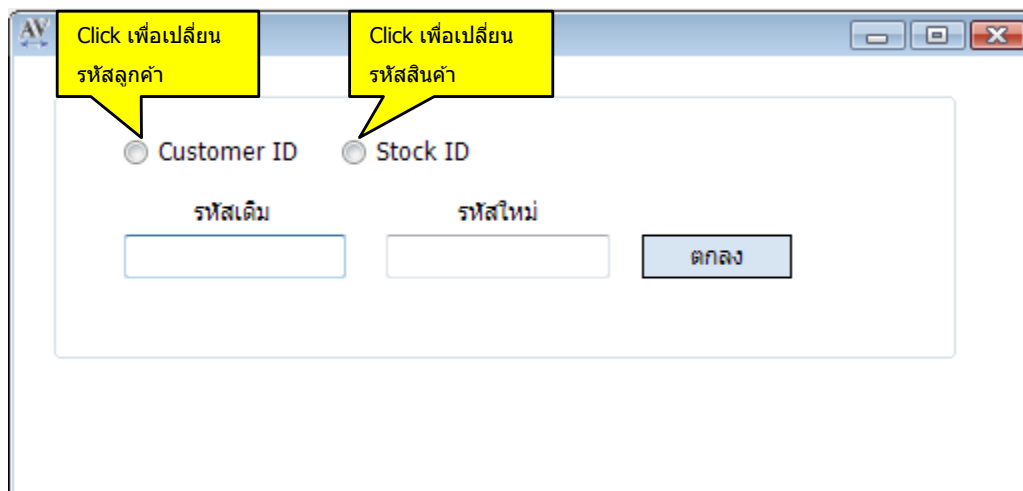 AV
Click เพื่อเปลี่ยน
รหัสลูกค้า
Click เพื่อเปลี่ยน
รหัสสินค้า
Customer ID
Stock ID
รหัสเดิม
รหัสใหม่
ตกลง